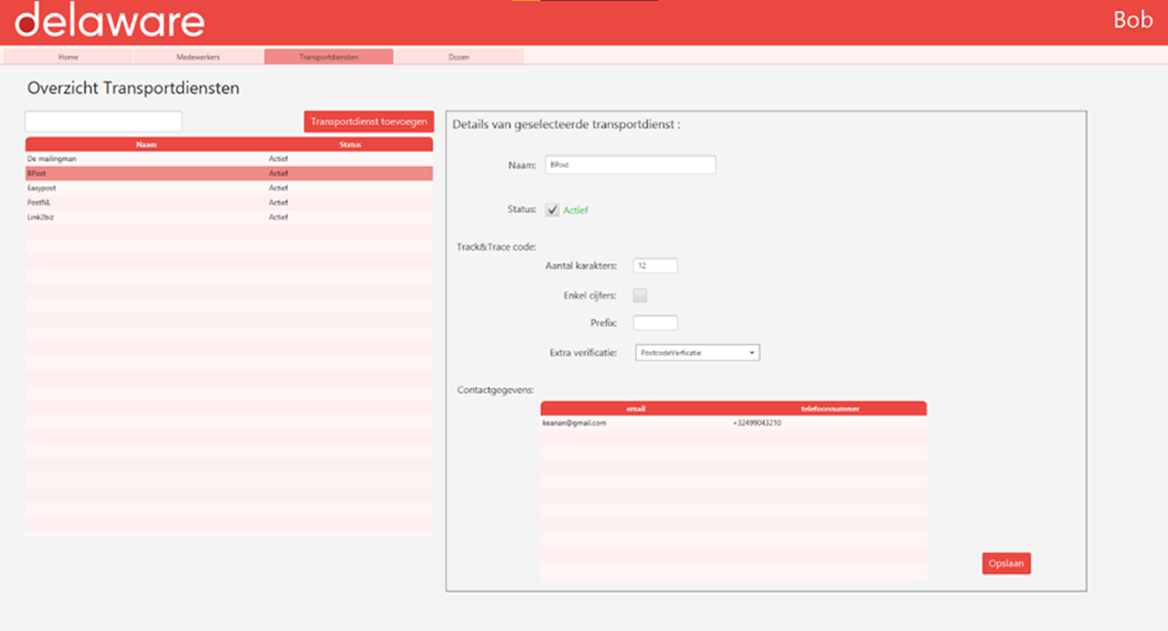 delaware
Bob
Home Medewerkers Transportdiensten Dozen
Overzicht Transportdiensten
Transportdienst toevoegen
Naam Status
De mailingman Actief
BPost Actief
Easypost Actief
PostNL Actief
Link2biz Actief
Details van geselecteerde transportdienst :
Naam: BPost
Status: Actief
Track&Trace code:
Aantal karakters: 12
Enkel cijfers:
Prefix:
Extra verificatie: PostcodeVerficatie
Contactgegevens:
email telefoonnummer
keanan@gmail.com +32499043210
Opslaan